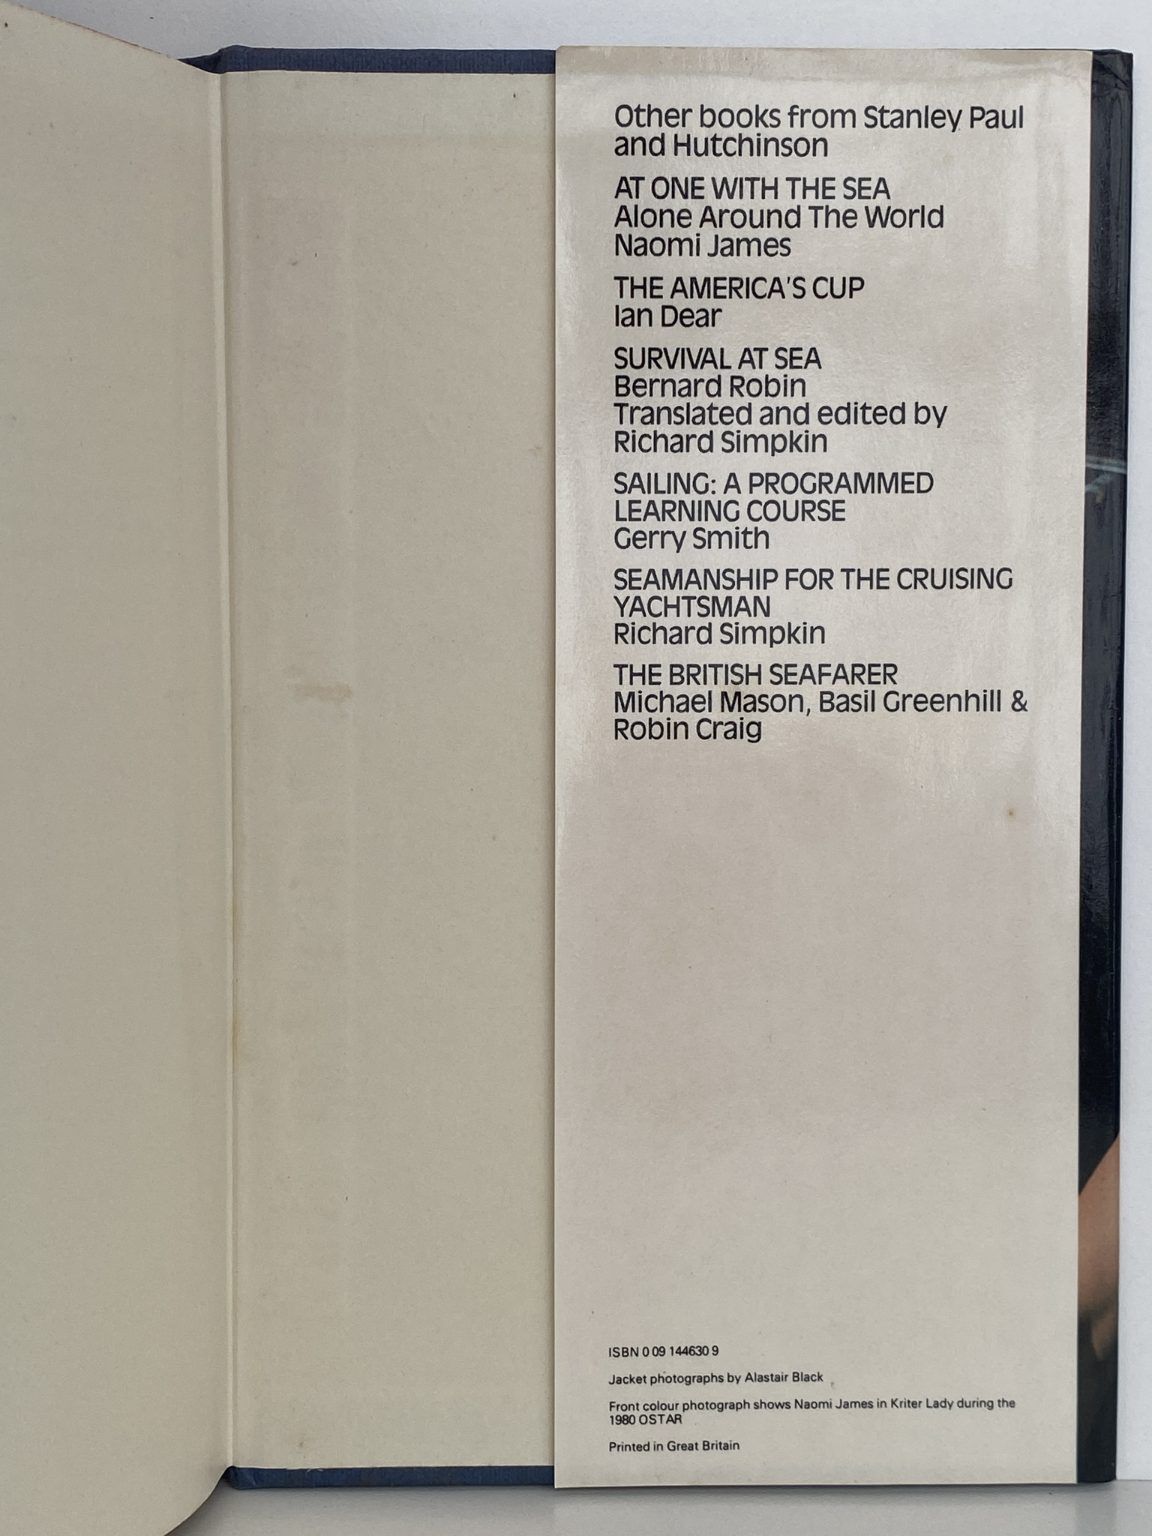 Other books from Stanley Paul
and Hutchinson
AT ONE WITH THE SEA
Alone Around The World
Naomi James
THE AMERICA'S CUP
Ian Dear
SURVIVAL AT SEA
Bernard Robin
Translated and edited by
Richard Simpkin
SAILING: A PROGRAMMED
LEARNING COURSE
Gerry Smith
SEAMANSHIP FOR THE CRUISING
YACHTSMAN
Richard Simpkin
THE BRITISH SEAFARER
Michael Mason, Basil Greenhill &
Robin Craig
ISBN 0 09 144630 9
Jacket photographs by Alastair Black
Front colour photograph shows Naomi James in Kriter Lady during the
1980 OSTAR
Printed in Great Britain